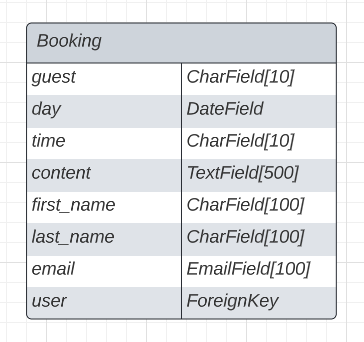 Booking
guest CharField[10]
day DateField
time CharField[10]
content TextField[500]
first_name CharField[100]
last_name CharField[100]
email EmailField[100]
user ForeignKey